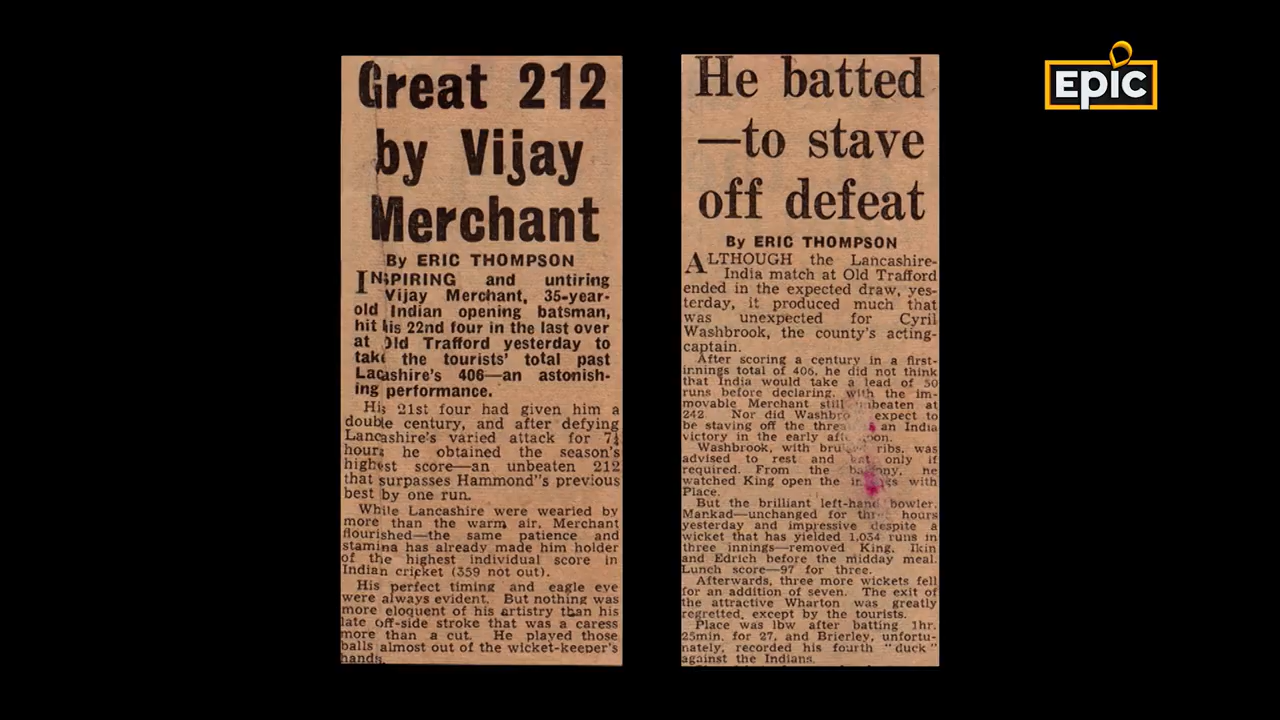 Great 212
by Vijay
Merchant
By ERIC THOMPSON
INSPIRING and untiring
Vijay Merchant, 35-year-
old Indian opening batsman,
hit his 22nd four in the last over
at Old Trafford yesterday to
take the tourists' total past
Lacashire's 406—an astonish-
ing performance.
His 21st four had given him a
double century, and after defying
Lancashire's varied attack for 7¼
hours he obtained the season's
highest score—an unbeaten 212
that surpasses Hammond"s previous
best by one run.
While Lancashire were wearied by
more than the warm air, Merchant
flourished—the same patience and
stamina has already made him holder
of the highest individual score in
Indian cricket (359 not out).
His perfect timing and eagle eye
were always evident. But nothing was
more eloquent of his artistry than his
late off-side stroke that was a caress
more than a cut. He played those
balls almost out of the wicket-keeper's
hands.
He batted
—to stave
off defeat
By ERIC THOMPSON
ALTHOUGH the Lancashire-
India match at Old Trafford
ended in the expected draw, yes-
terday, it produced much that
was unexpected for Cyril
Washbrook, the county's acting-
captain.
After scoring a century in a first-
innings total of 406, he did not think
that India would take a lead of 50
runs before declaring, with the im-
movable Merchant still unbeaten at
242 Nor did Washbro expect to
be staving off the threa an India
victory in the early
Washbrook, with ribs, was
advised to rest and bat only if
required. From the balcony, he
watched King open the innings with
Place.
But the brilliant left-hand bowler,
Mankad—unchanged for three hours
yesterday and impressive despite a
wicket that has yielded 1,034 runs in
three innings—removed King, Ikin
and Edrich before the midday meal.
Lunch score—97 for three.
Afterwards, three more wickets fell
for an addition of seven. The exit of
the attractive Wharton was greatly
regretted, except by the tourists.
Place was lbw after batting 1hr.
25min. for 27, and Brierley, unfortu-
nately, recorded his fourth "duck"
against the Indians.
EPIC